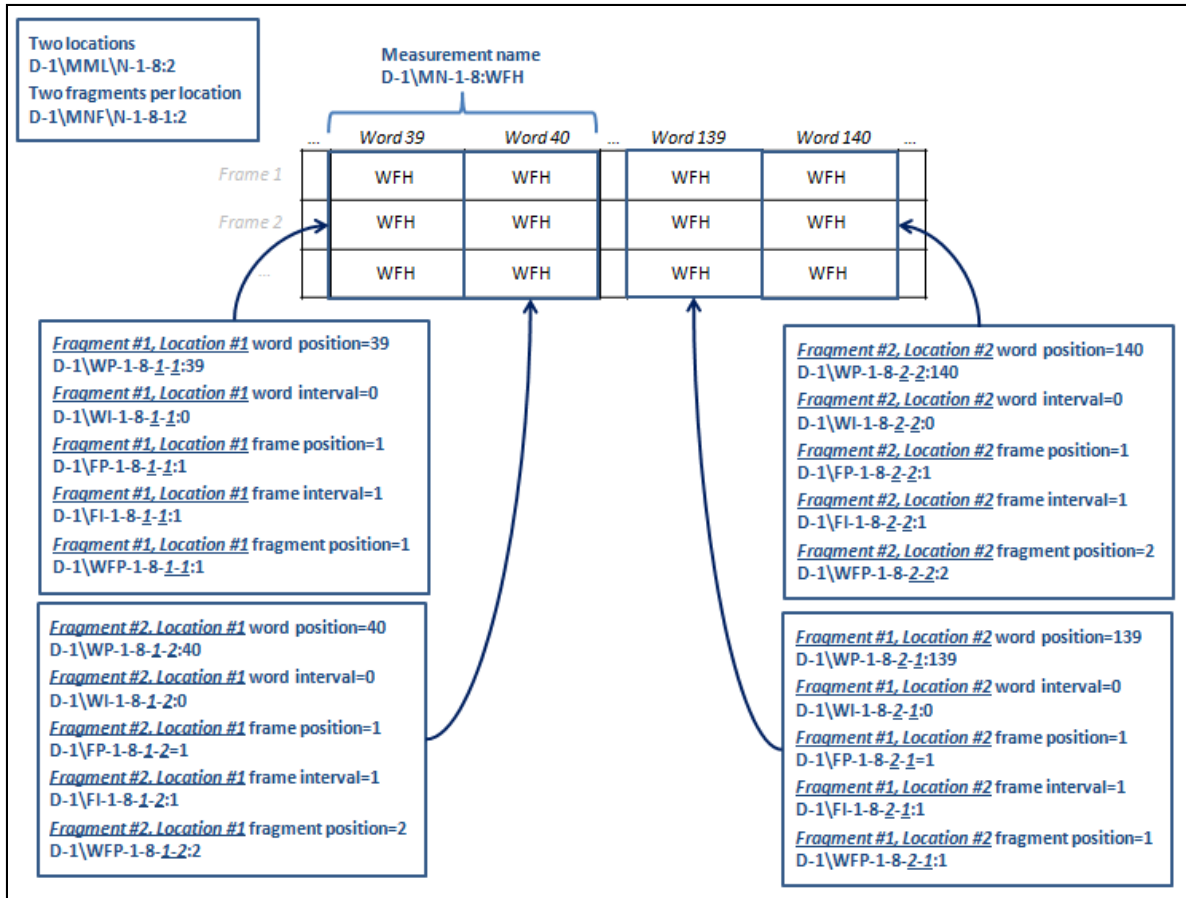 Two locations
D-1\MML\N-1-8:2
Two fragments per location
D-1\MNF\N-1-8-1:2
Measurement name
D-1\MN-1-8:WFH
... Word 39 Word 40 ... Word 139 Word 140 ...
Frame 1 WFH WFH WFH WFH
Frame 2 WFH WFH WFH WFH
... WFH WFH WFH WFH
Fragment #1, Location #1 word position=39
D-1\WP-1-8-1-1:39
Fragment #1, Location #1 word interval=0
D-1\WI-1-8-1-1:0
Fragment #1, Location #1 frame position=1
D-1\FP-1-8-1-1:1
Fragment #1, Location #1 frame interval=1
D-1\FI-1-8-1-1:1
Fragment #1, Location #1 fragment position=1
D-1\WFP-1-8-1-1:1
Fragment #2, Location #2 word position=140
D-1\WP-1-8-2-2:140
Fragment #2, Location #2 word interval=0
D-1\WI-1-8-2-2:0
Fragment #2, Location #2 frame position=1
D-1\FP-1-8-2-2:1
Fragment #2, Location #2 frame interval=1
D-1\FI-1-8-2-2:1
Fragment #2, Location #2 fragment position=2
D-1\WFP-1-8-2-2:2
Fragment #2, Location #1 word position=40
D-1\WP-1-8-1-2:40
Fragment #2, Location #1 word interval=0
D-1\WI-1-8-1-2:0
Fragment #2, Location #1 frame position=1
D-1\FP-1-8-1-2=1
Fragment #2, Location #1 frame interval=1
D-1\FI-1-8-1-2:1
Fragment #2, Location #1 fragment position=2
D-1\WFP-1-8-1-2:2
Fragment #1, Location #2 word position=139
D-1\WP-1-8-2-1:139
Fragment #1, Location #2 word interval=0
D-1\WI-1-8-2-1:0
Fragment #1, Location #2 frame position=1
D-1\FP-1-8-2-1=1
Fragment #1, Location #2 frame interval=1
D-1\FI-1-8-2-1:1
Fragment #1, Location #2 fragment position=1
D-1\WFP-1-8-2-1:1